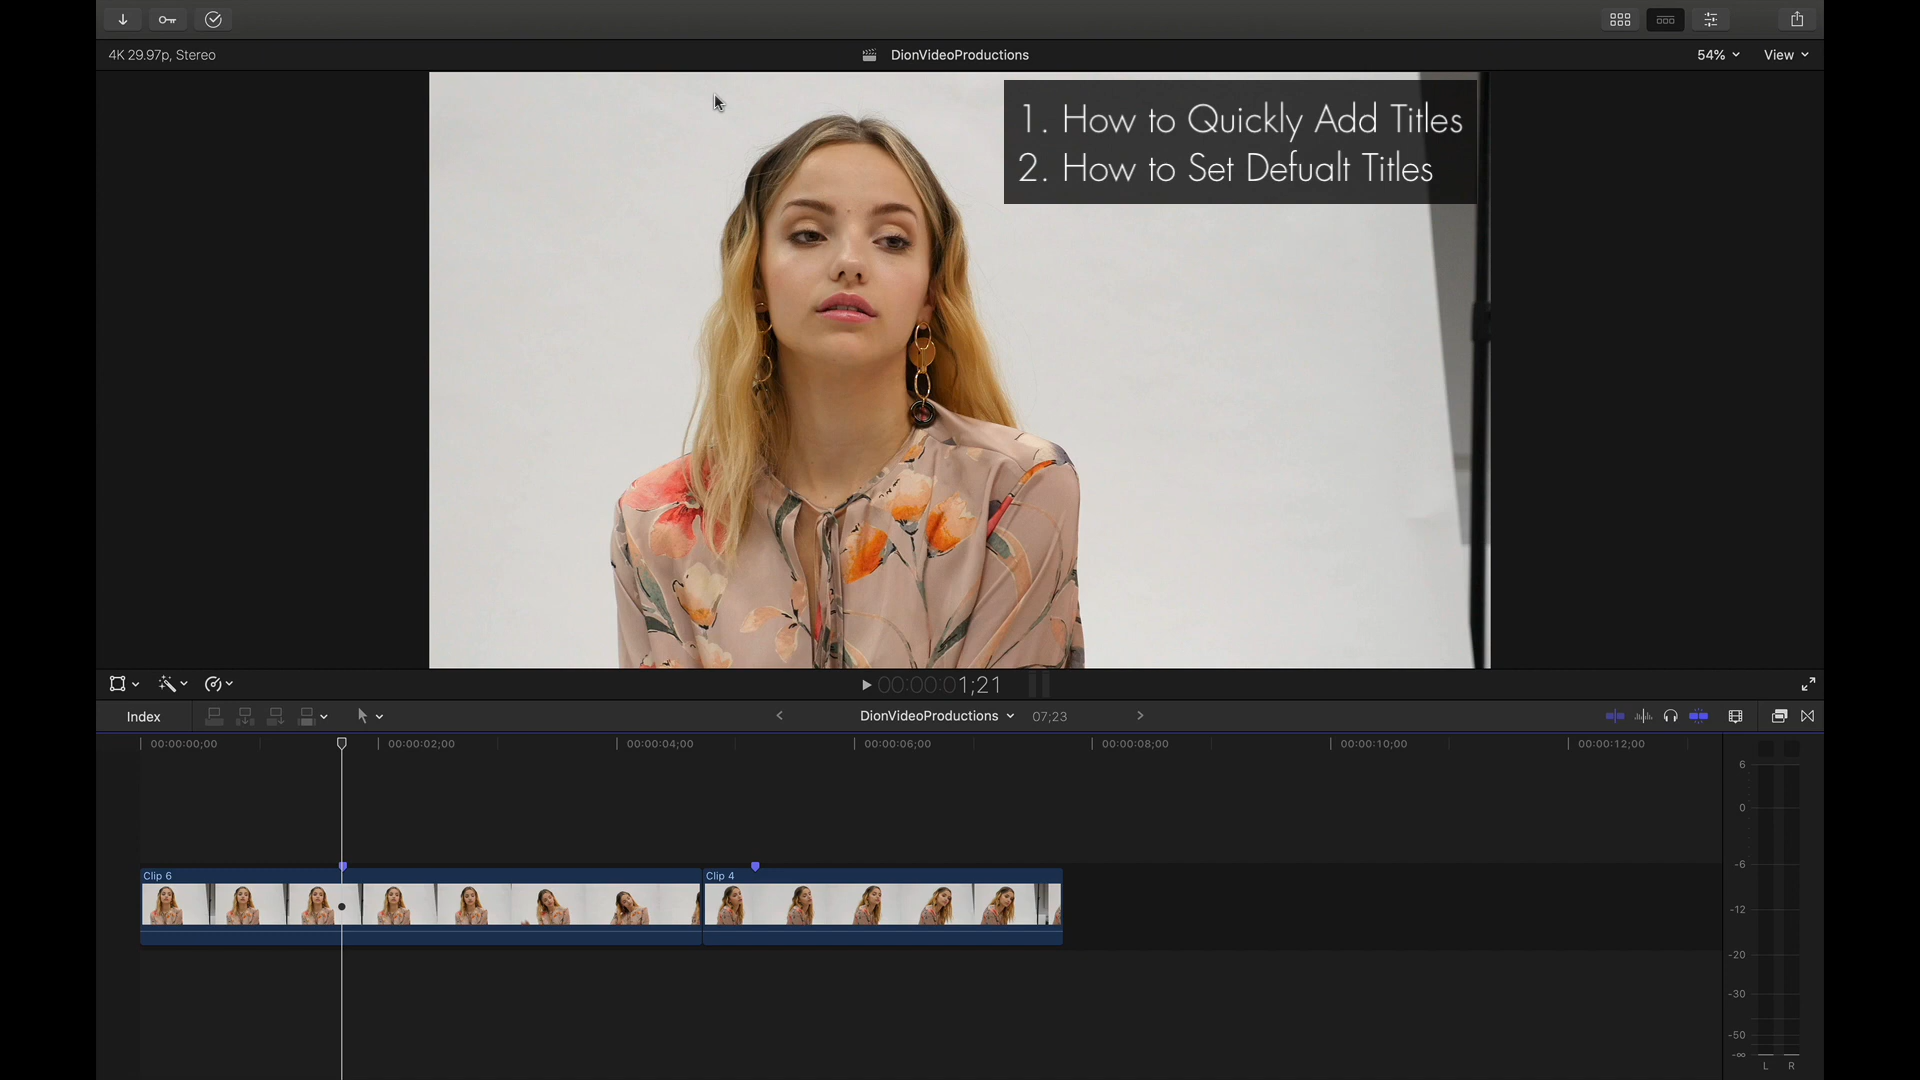 4K 29.97p, Stereo
DionVideoProductions
54%
View
1. How to Quickly Add Titles
2. How to Set Defualt Titles
00:00:01;21
Index
DionVideoProductions
07;23
00:00:00;00
00:00:02;00
00:00:04;00
00:00:06;00
00:00:08;00
00:00:10;00
00:00:12;00
Clip 6
Clip 4
6
0
-6
-12
-20
-30
-50
-∞
L R